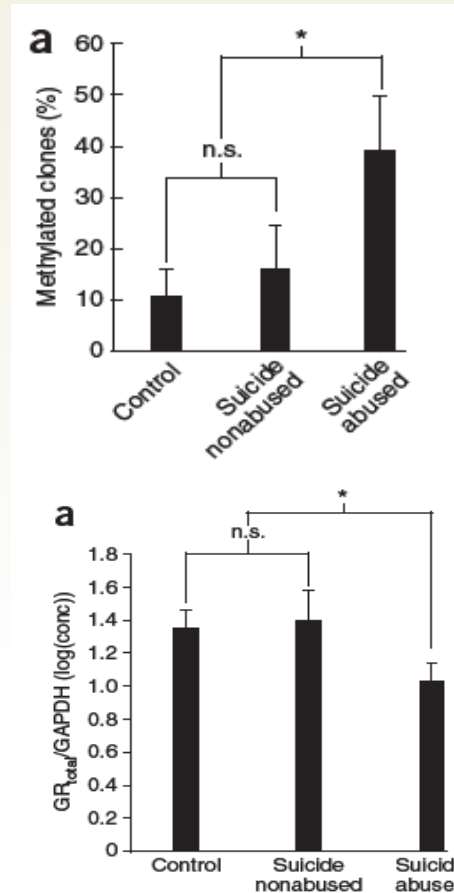 a
*
n.s.
Methylated clones (%)
60
50
40
30
20
10
0
Control
Suicide
nonabused
Suicide
abused
a
*
n.s.
GRtotal/GAPDH (log(conc))
1.8
1.6
1.4
1.2
1.0
0.8
0.6
0.4
0.2
0
Control
Suicide
nonabused
Suicid
abuse